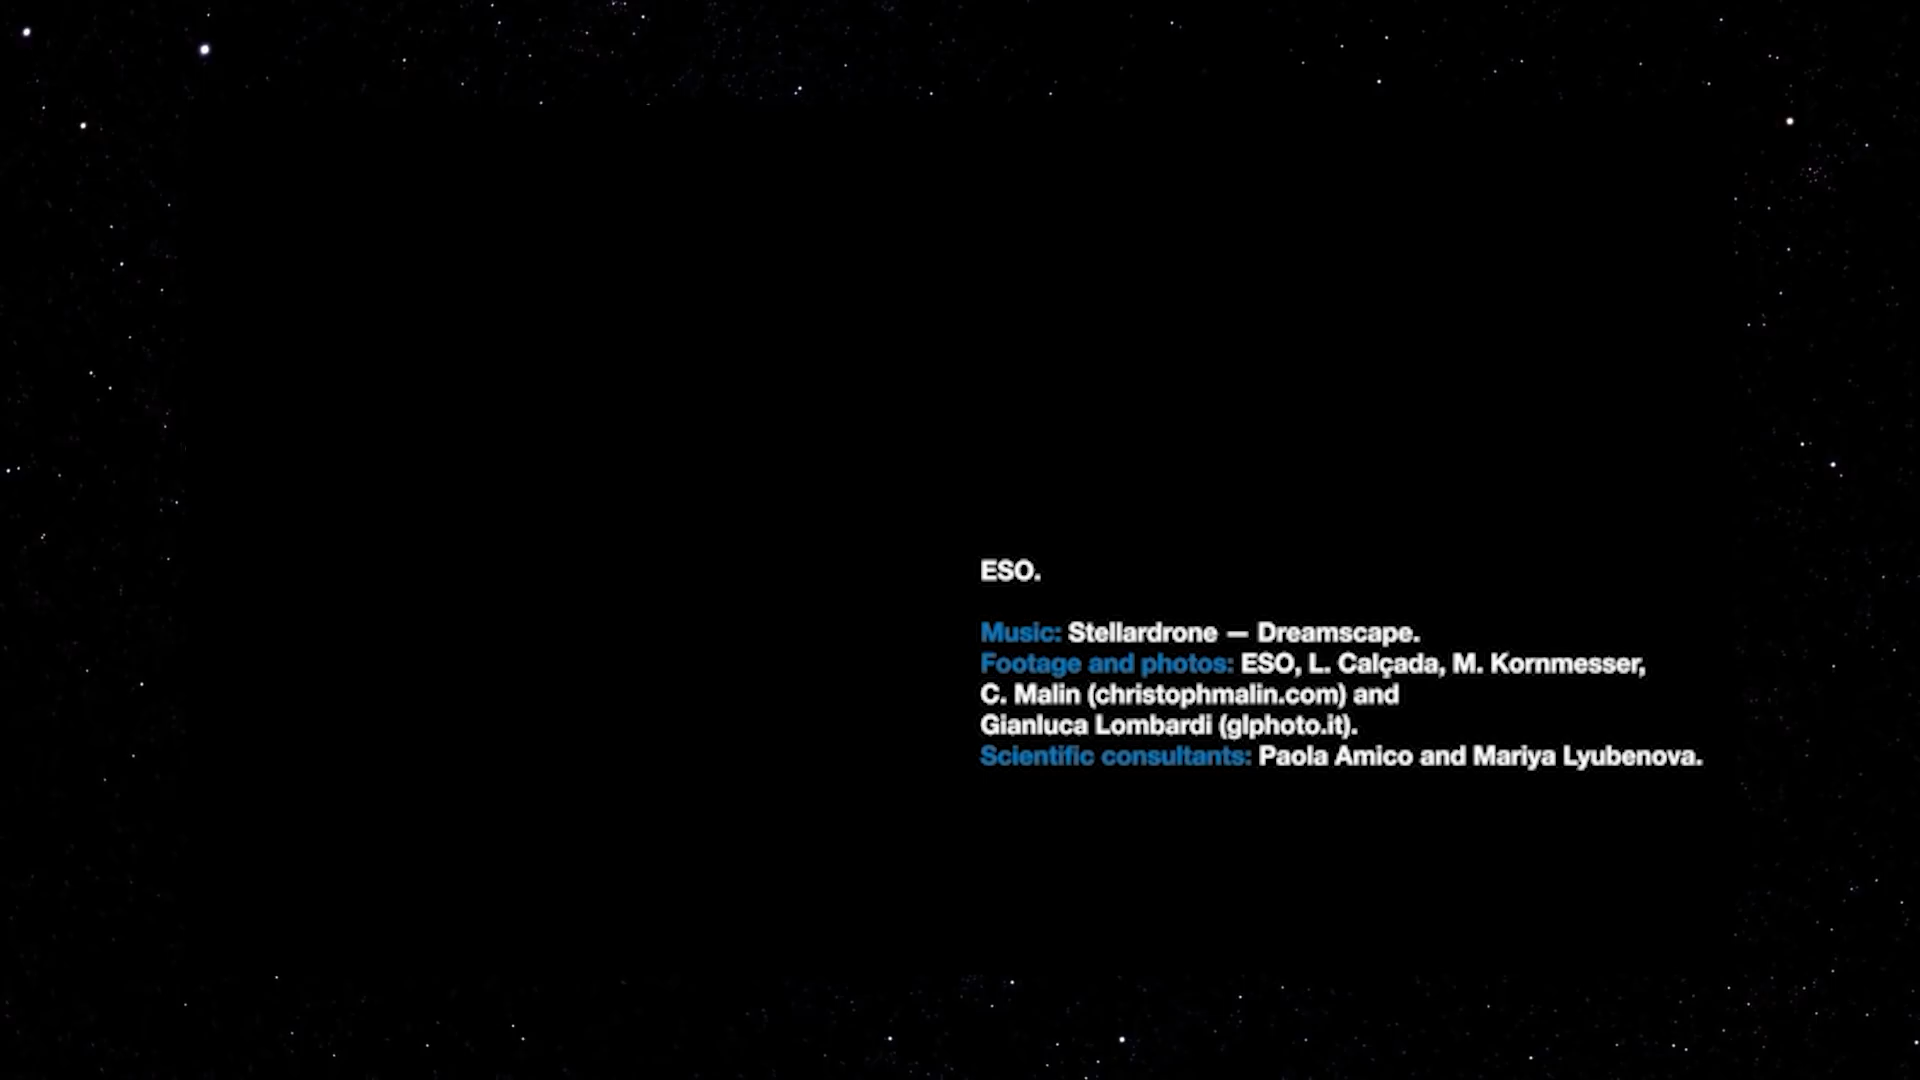 ESO.
Music: Stellardrone — Dreamscape.
Footage and photos: ESO, L. Calçada, M. Kornmesser,
C. Malin (christophmalin.com) and
Gianluca Lombardi (glphoto.it).
Scientific consultants: Paola Amico and Mariya Lyubenova.